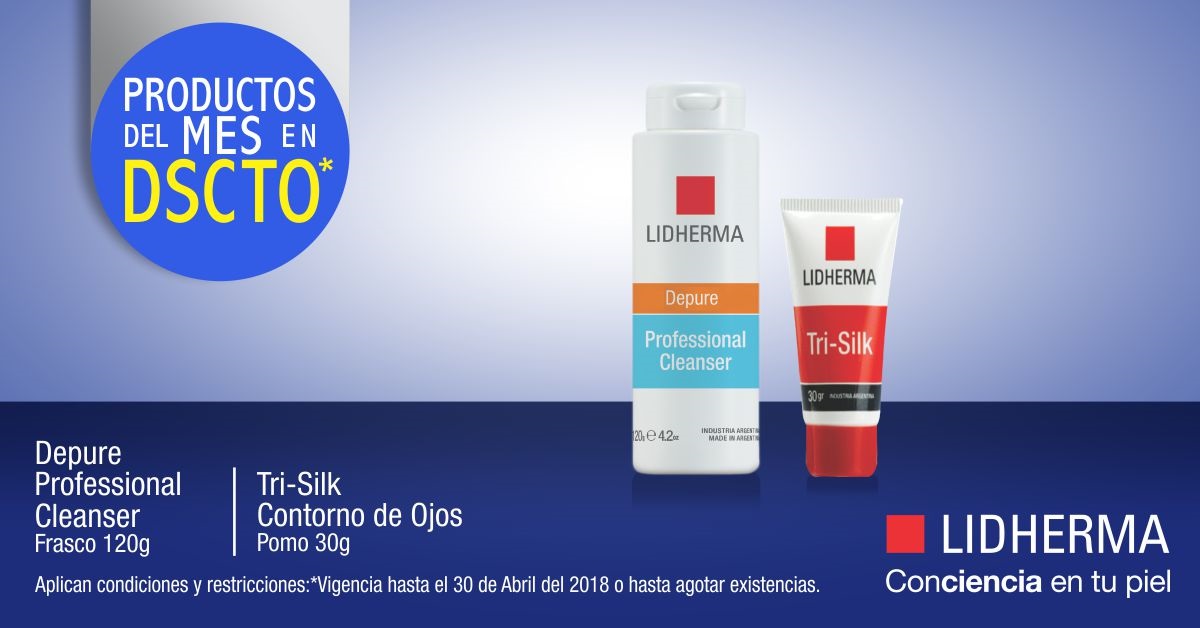 PRODUCTOS
DEL MES EN
DSCTO*
LIDHERMA
Depure
Professional
Cleanser
120g ℮ 4.2oz
INDUSTRIA ARGENTINA
MADE IN ARGENTINA
LIDHERMA
Tri-Silk
30gr INDUSTRIA ARGENTINA
Depure
Professional
Cleanser
Frasco 120g
Tri-Silk
Contorno de Ojos
Pomo 30g
Aplican condiciones y restricciones:*Vigencia hasta el 30 de Abril del 2018 o hasta agotar existencias.
LIDHERMA
Conciencia en tu piel